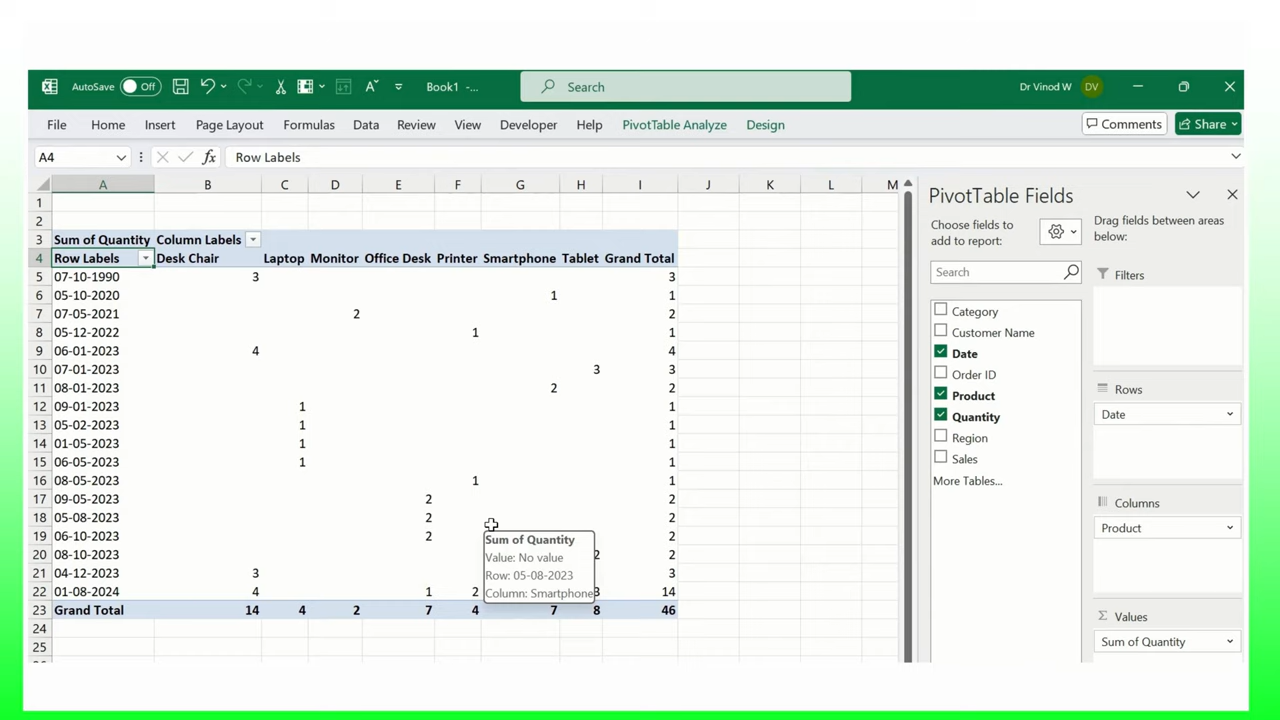 AutoSave Off Book1 -... Search Dr Vinod W DV
File Home Insert Page Layout Formulas Data Review View Developer Help PivotTable Analyze Design Comments Share
A4 fx Row Labels
A B C D E F G H I J K L M
1
2
3 Sum of Quantity Column Labels
4 Row Labels Desk Chair Laptop Monitor Office Desk Printer Smartphone Tablet Grand Total
5 07-10-1990 3 3
6 05-10-2020 1 1
7 07-05-2021 2 2
8 05-12-2022 1 1
9 06-01-2023 4 4
10 07-01-2023 3 3
11 08-01-2023 2 2
12 09-01-2023 1 1
13 05-02-2023 1 1
14 01-05-2023 1 1
15 06-05-2023 1 1
16 08-05-2023 1 1
17 09-05-2023 2 2
18 05-08-2023 2 2
19 06-10-2023 2 2
20 08-10-2023 2 2
21 04-12-2023 3 3
22 01-08-2024 4 1 2 3 14
23 Grand Total 14 4 2 7 4 7 8 46
24
25
Sum of Quantity
Value: No value
Row: 05-08-2023
Column: Smartphone
PivotTable Fields
Choose fields to
add to report:
Search
Category
Customer Name
Date
Order ID
Product
Quantity
Region
Sales
More Tables...
Drag fields between areas
below:
Filters
Rows
Date
Columns
Product
Σ Values
Sum of Quantity